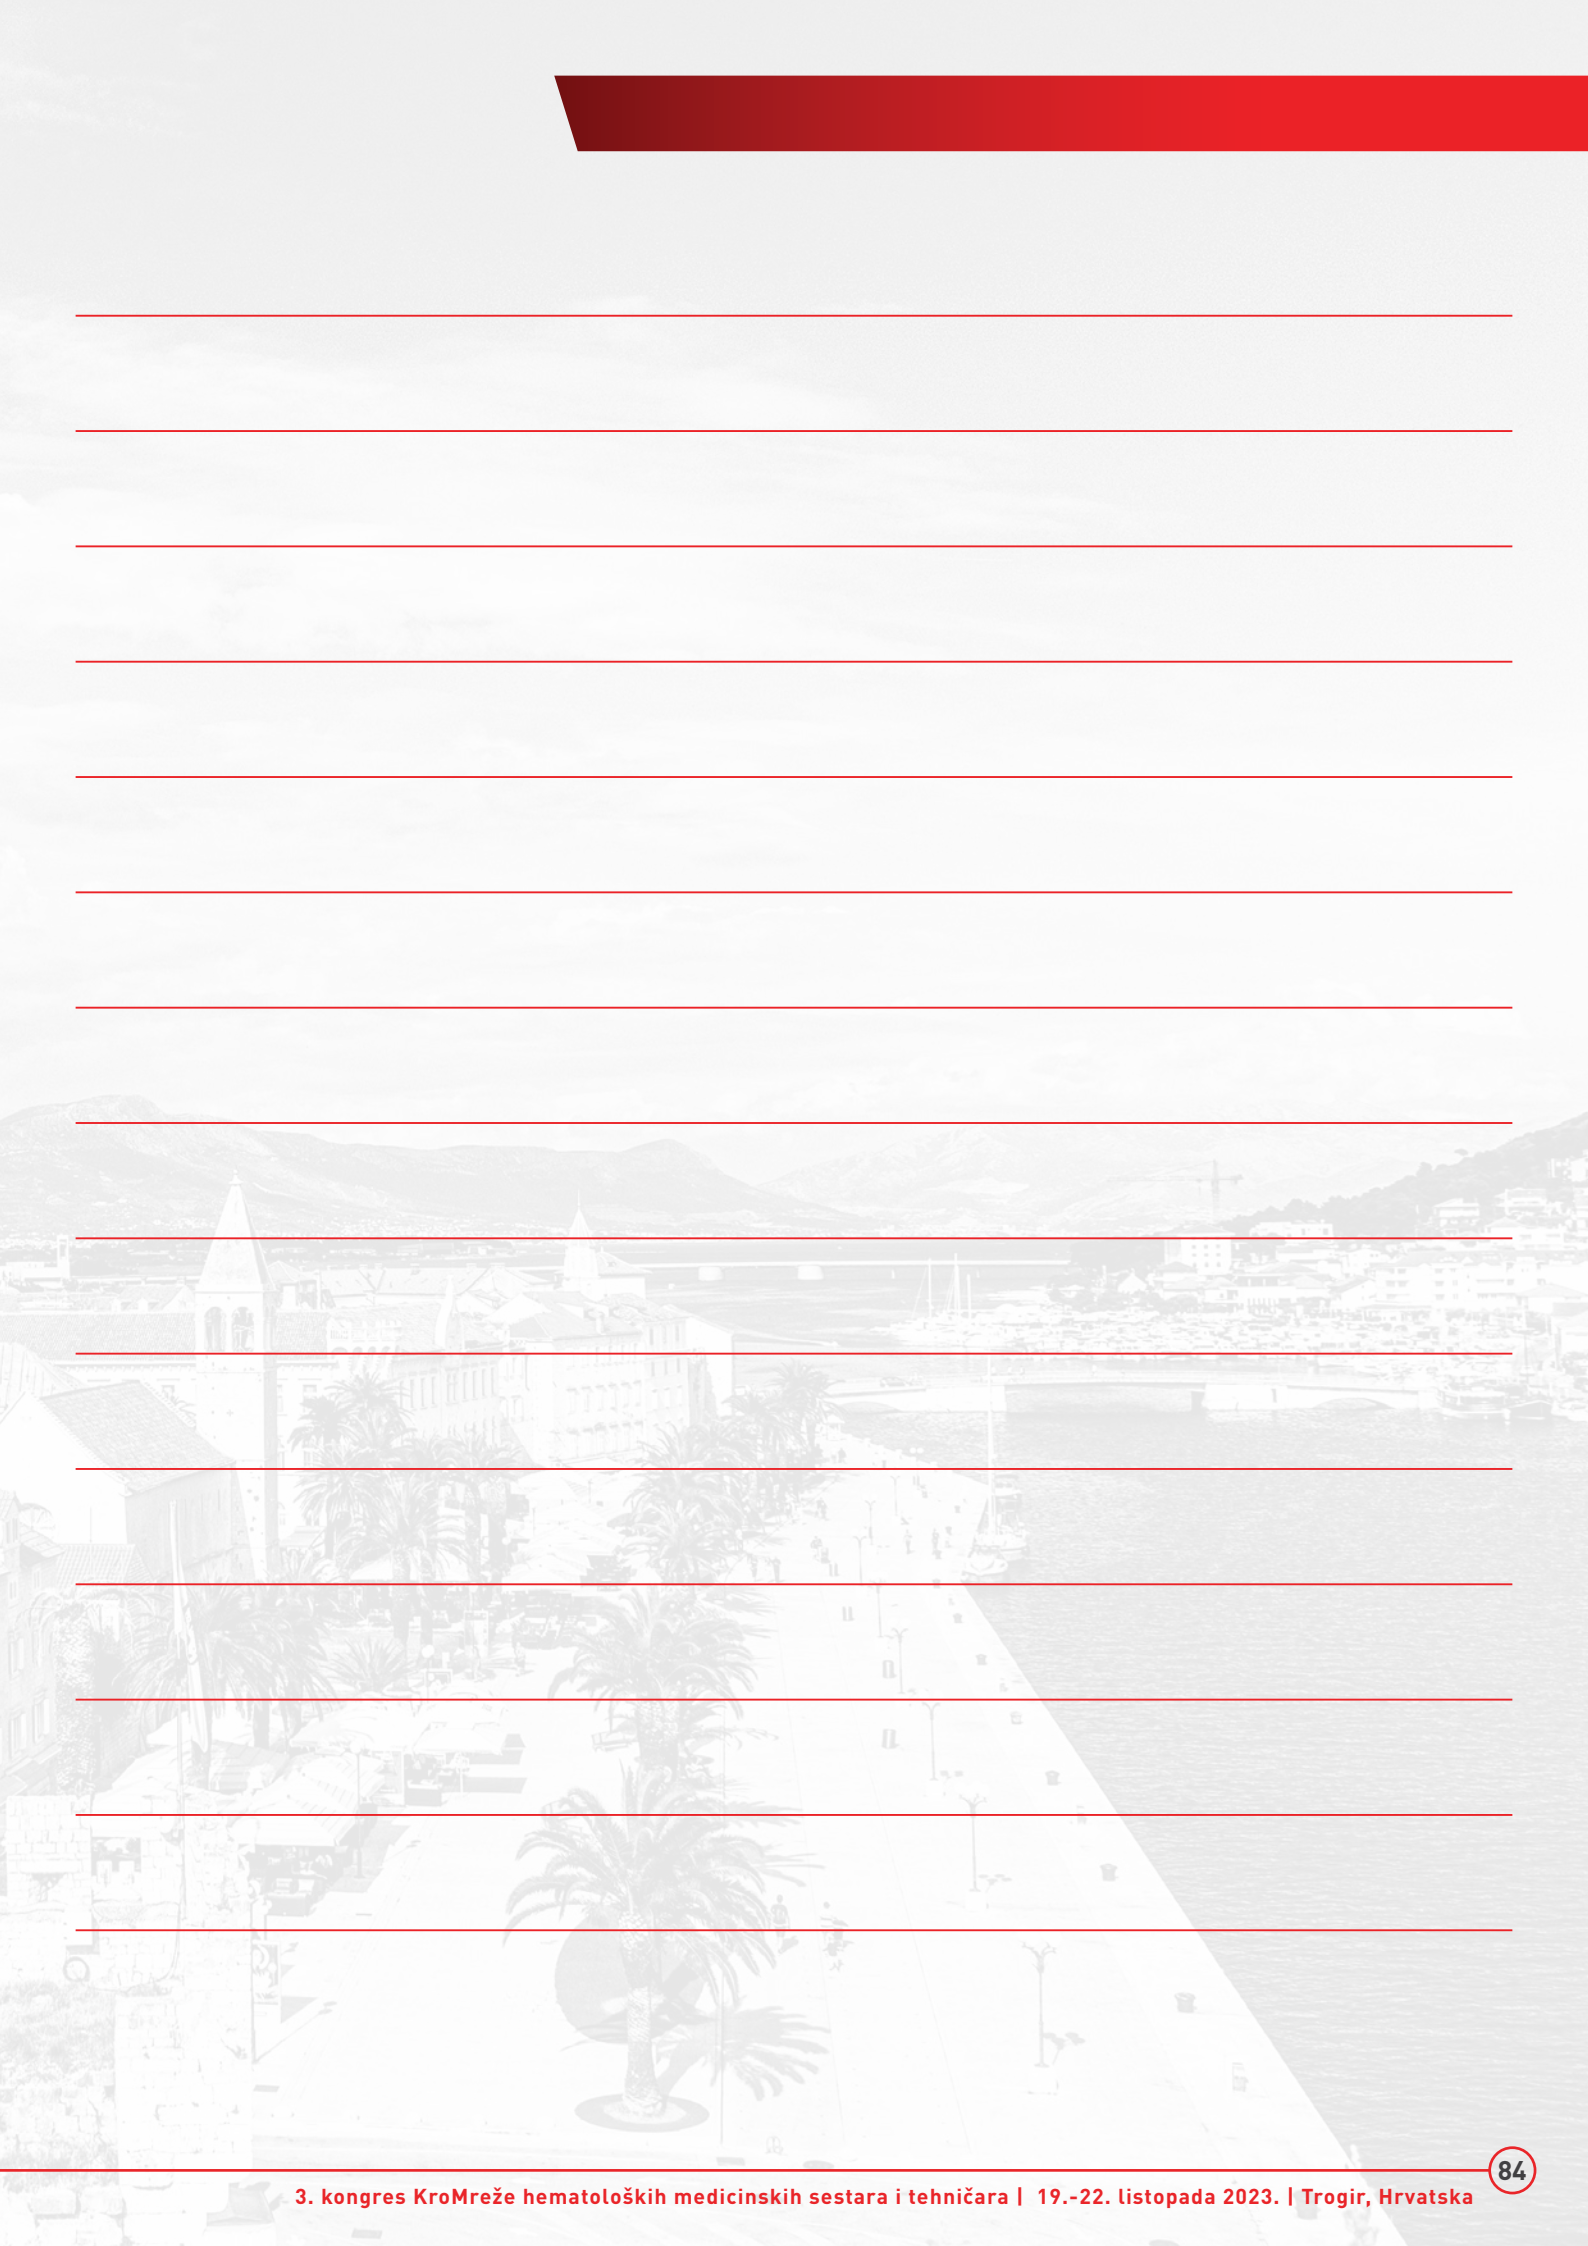 84
3. kongres KroMreže hematoloških medicinskih sestara i tehničara | 19.-22. listopada 2023. | Trogir, Hrvatska